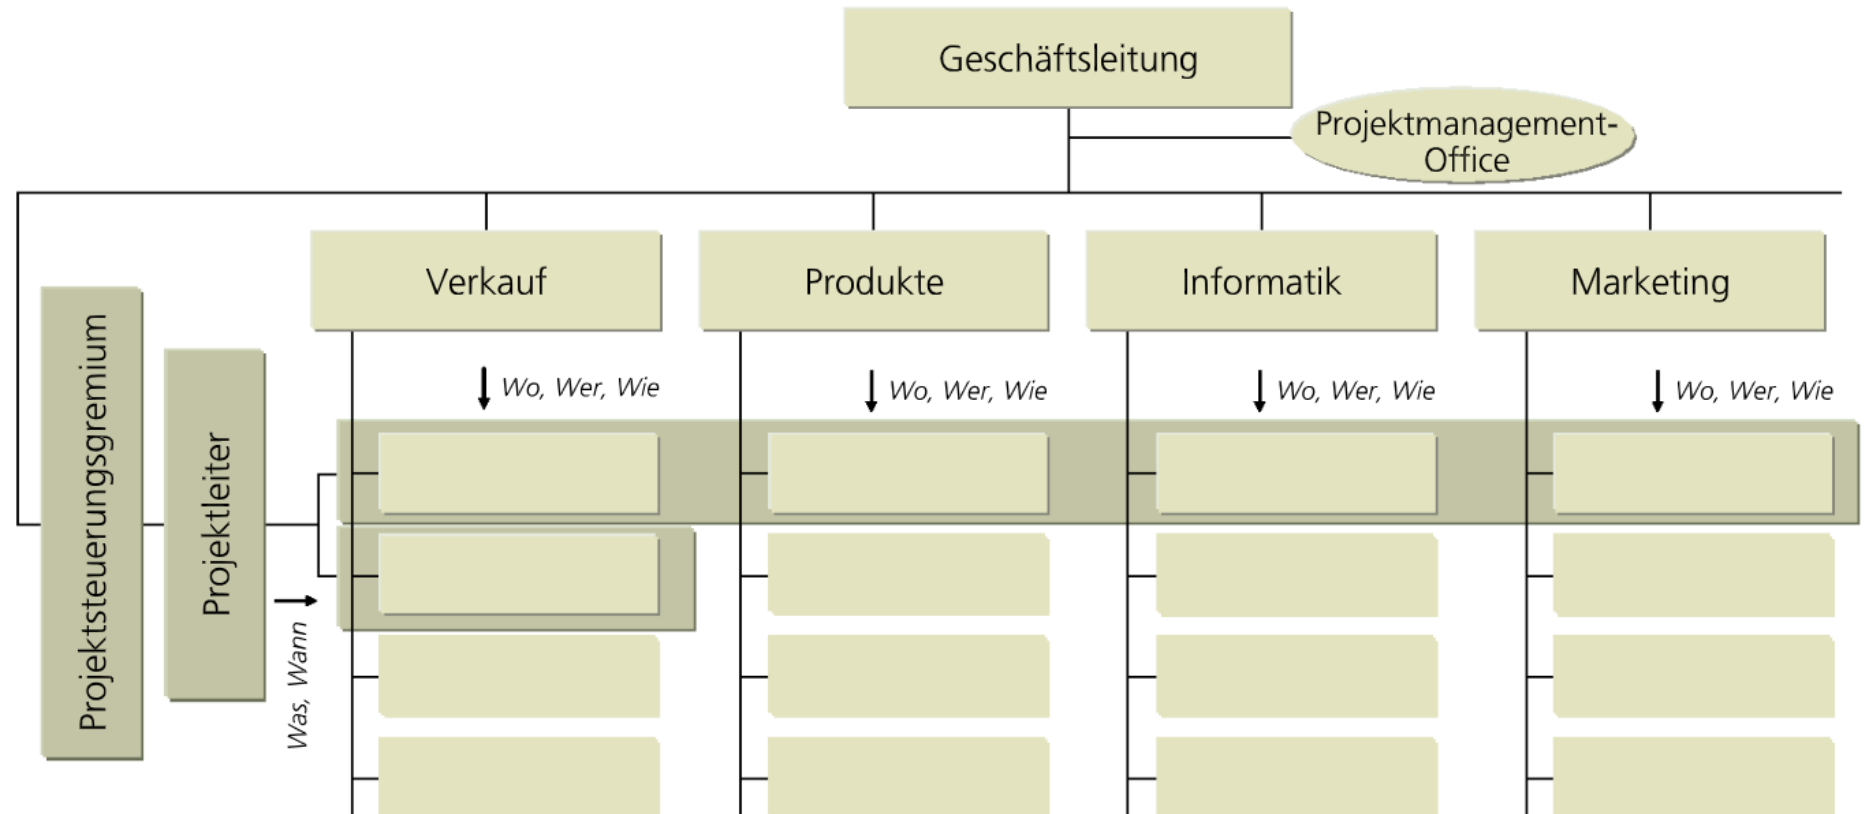 Geschäftsleitung
Projektmanagement-
Office
Verkauf
Produkte
Informatik
Marketing
Projektsteuerungsgremium
Projektleiter
Was, Wann
Wo, Wer, Wie
Wo, Wer, Wie
Wo, Wer, Wie
Wo, Wer, Wie